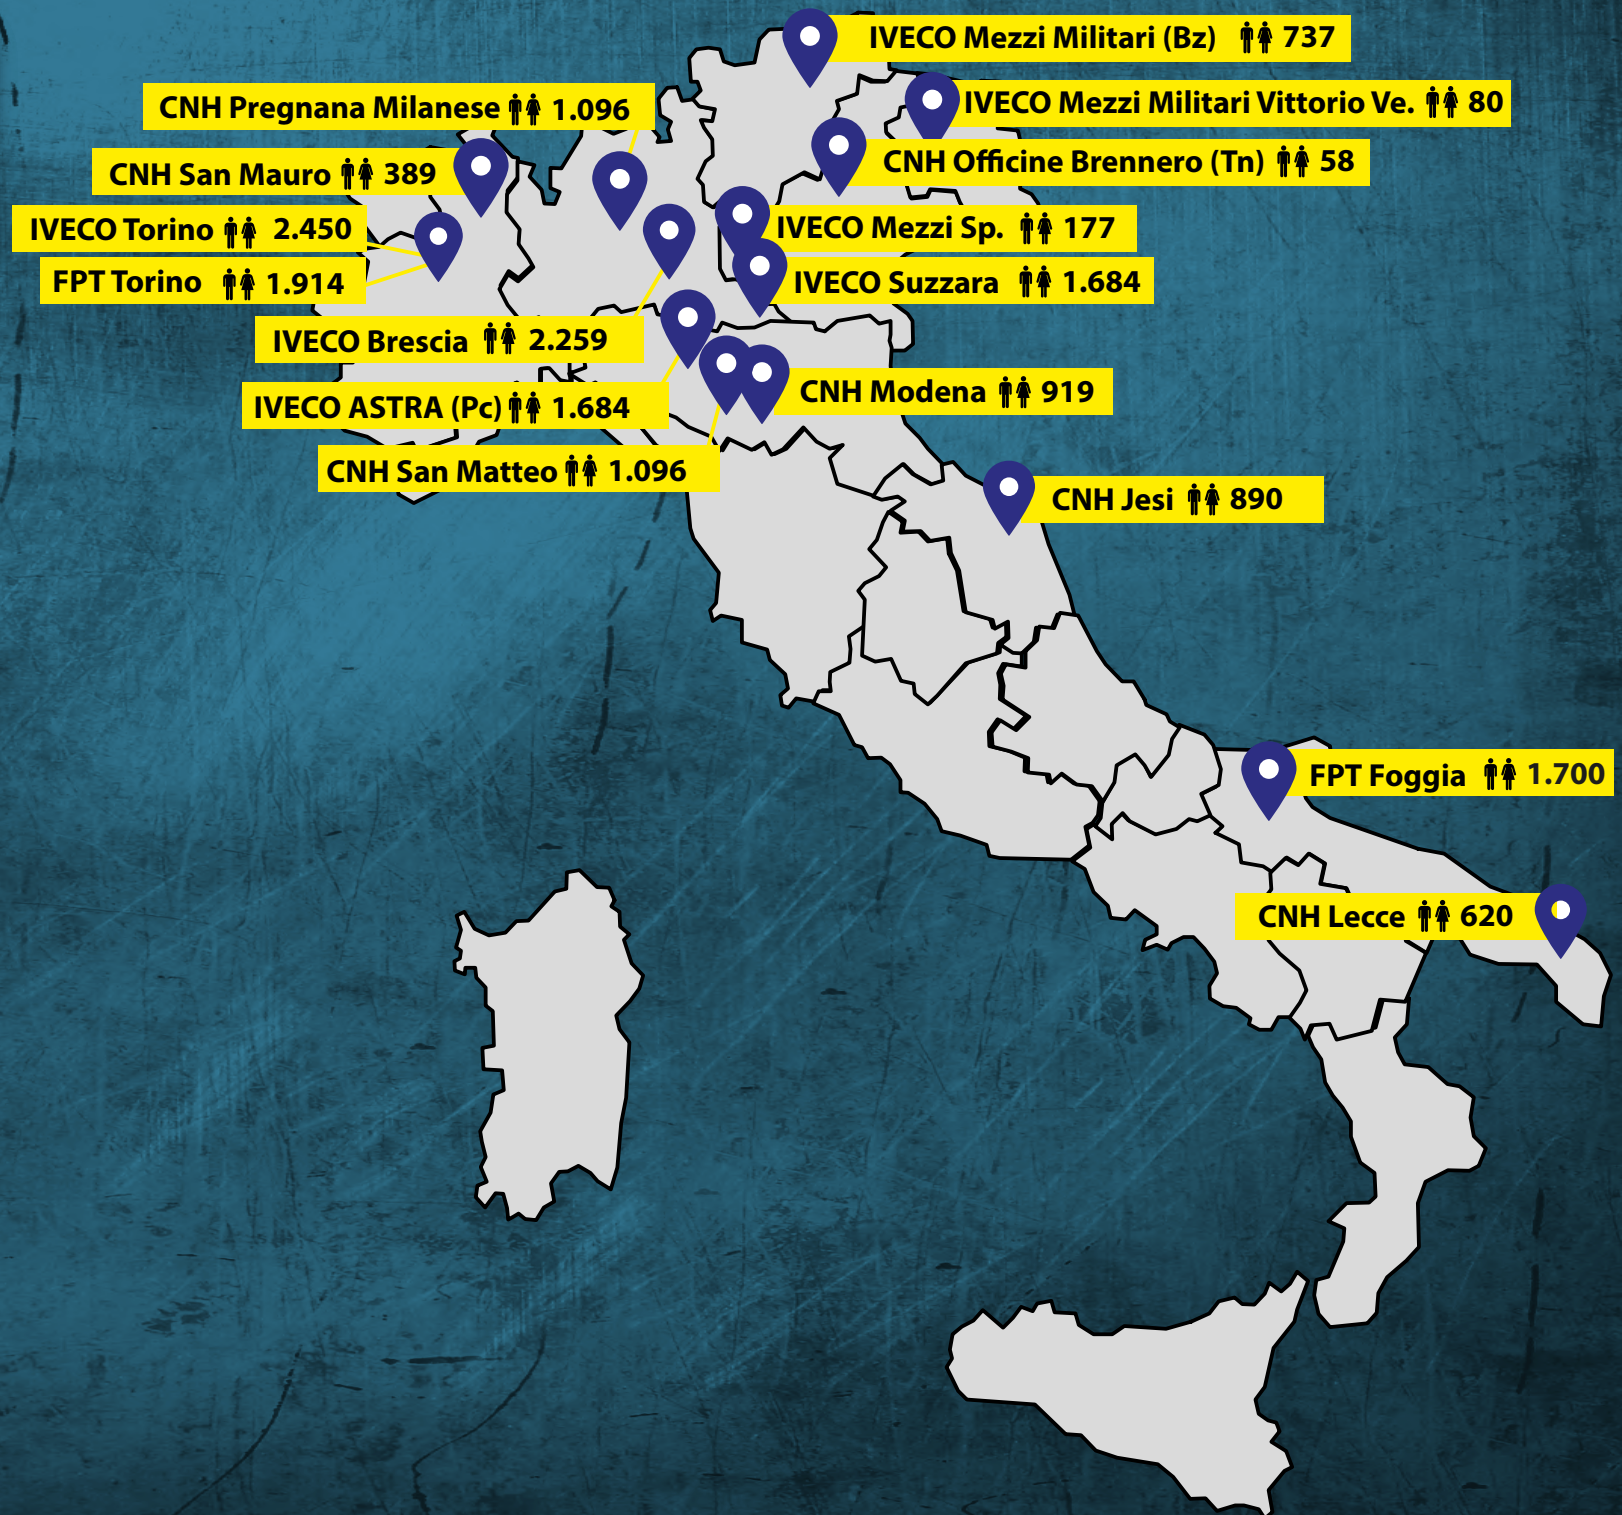 IVECO Mezzi Militari (Bz) 737
IVECO Mezzi Militari Vittorio Ve. 80
CNH Pregnana Milanese 1.096
CNH Officine Brennero (Tn) 58
CNH San Mauro 389
IVECO Torino 2.450
IVECO Mezzi Sp. 177
FPT Torino 1.914
IVECO Suzzara 1.684
IVECO Brescia 2.259
CNH Modena 919
IVECO ASTRA (Pc) 1.684
CNH San Matteo 1.096
CNH Jesi 890
FPT Foggia 1.700
CNH Lecce 620